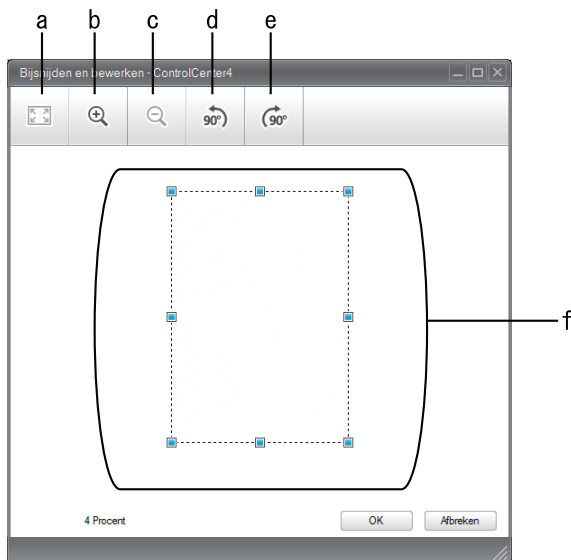 a b c d e
Bijsnijden en bewerken - ControlCenter4
90° 90°
f
4 Procent OK Afbreken